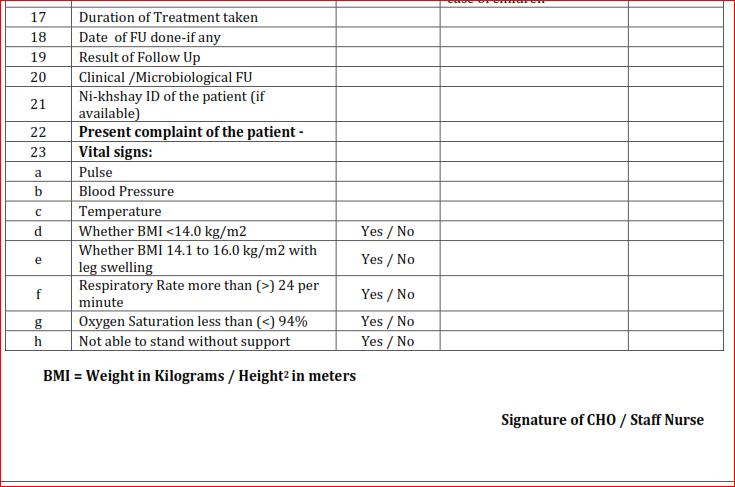 case of children
17 Duration of Treatment taken
18 Date of FU done-if any
19 Result of Follow Up
20 Clinical /Microbiological FU
21 Ni-khshay ID of the patient (if
available)
22 Present complaint of the patient -
23 Vital signs:
a Pulse
b Blood Pressure
c Temperature
d Whether BMI <14.0 kg/m2 Yes / No
e Whether BMI 14.1 to 16.0 kg/m2 with
leg swelling Yes / No
f Respiratory Rate more than (>) 24 per
minute Yes / No
g Oxygen Saturation less than (<) 94% Yes / No
h Not able to stand without support Yes / No
BMI = Weight in Kilograms / Height² in meters
Signature of CHO / Staff Nurse